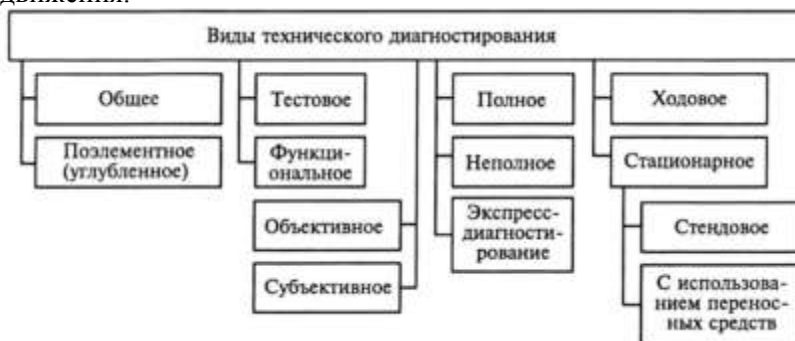 движения.
Виды технического диагностирования
Общее
Поэлементное
(углубленное)
Тестовое
Функци-
ональное
Объективное
Субъективное
Полное
Неполное
Экспресс-
диагности-
рование
Ходовое
Стационарное
Стендовое
С использова-
нием перенос-
ных средств